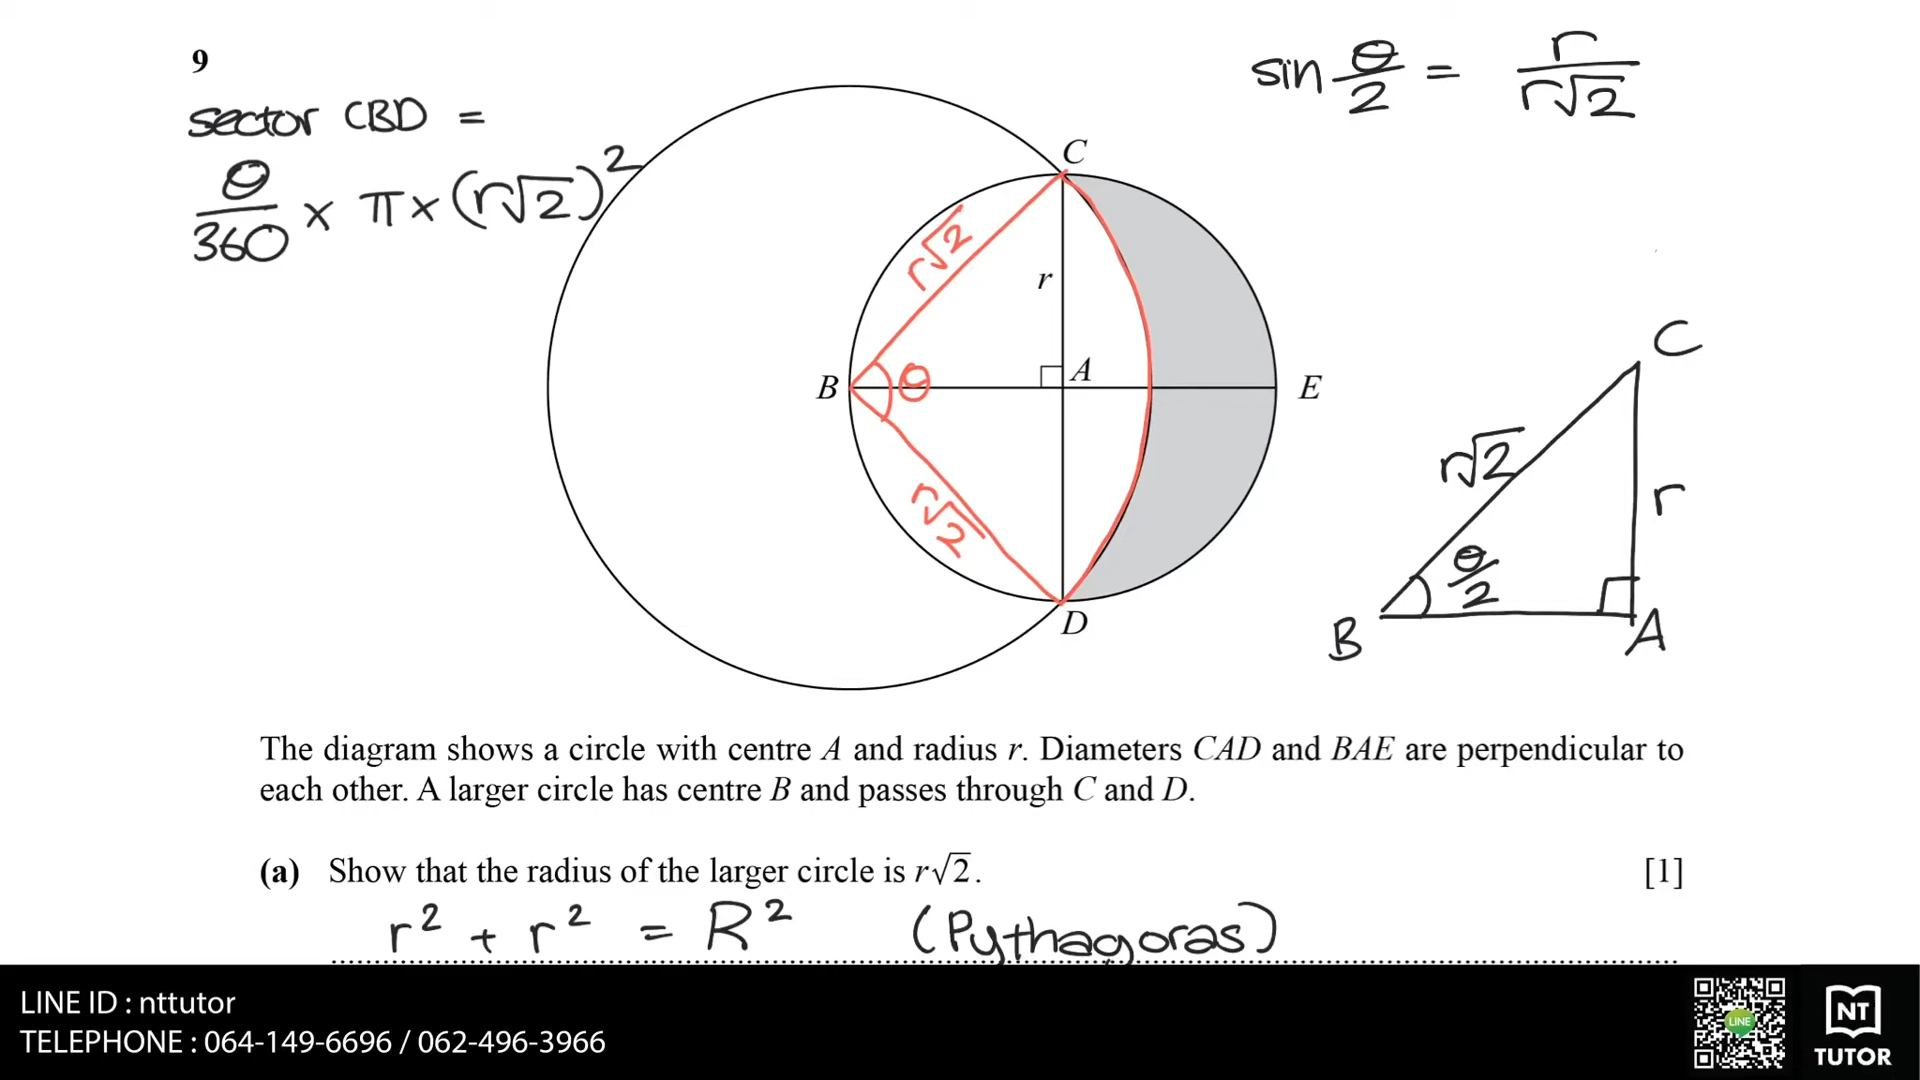 9
sector CBD =
θ/360 × π × (r√2)²
sin θ/2 = r/r√2
C
r√2
r
B
θ
A
E
r√2
D
C
r√2
r
θ/2
B
A
The diagram shows a circle with centre A and radius r. Diameters CAD and BAE are perpendicular to
each other. A larger circle has centre B and passes through C and D.
(a) Show that the radius of the larger circle is r√2. [1]
r² + r² = R² (Pythagoras)
LINE ID : nttutor
TELEPHONE : 064-149-6696 / 062-496-3966
LINE
NT
TUTOR